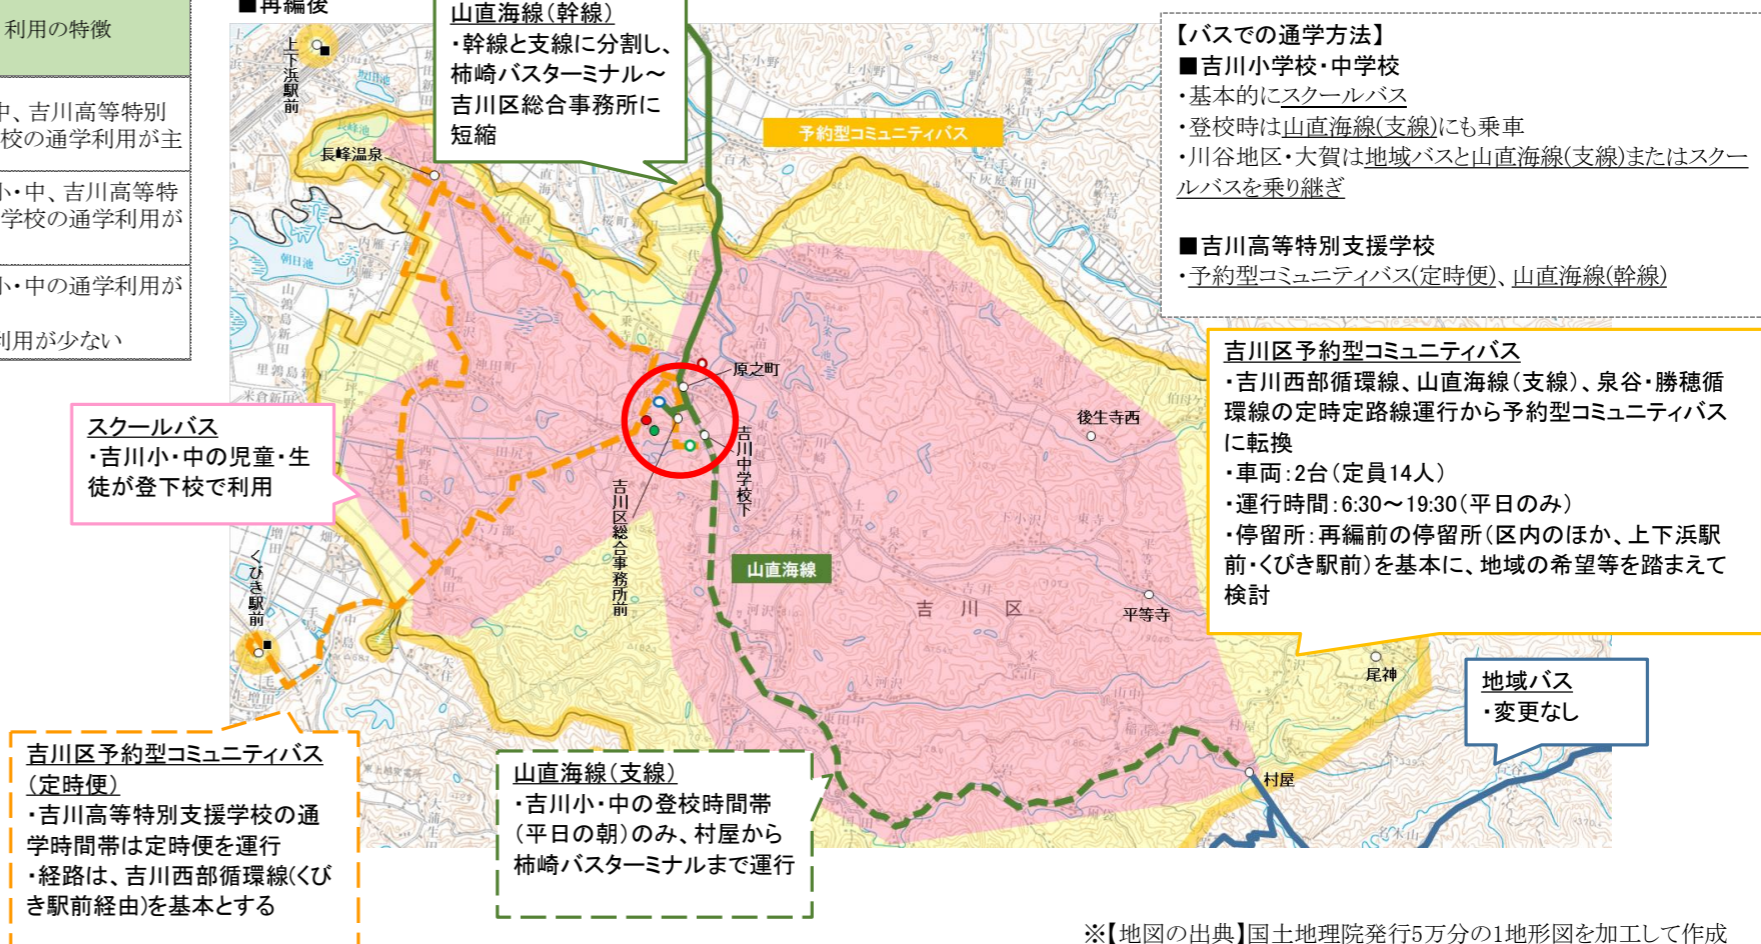 利用の特徴
中、吉川高等特別
校の通学利用が主
小・中、吉川高等特
学校の通学利用が
小・中の通学利用が
利用が少ない
■再編後
山直海線(幹線)
・幹線と支線に分割し、
柿崎バスターミナル～
吉川区総合事務所に
短縮
【バスでの通学方法】
■吉川小学校・中学校
・基本的にスクールバス
・登校時は山直海線(支線)にも乗車
・川谷地区・大賀は地域バスと山直海線(支線)またはスクー
ルバスを乗り継ぎ
■吉川高等特別支援学校
・予約型コミュニティバス(定時便)、山直海線(幹線)
予約型コミュニティバス
上下浜駅前
長峰温泉
長峰池
朝日池
原之町
後生寺西
吉川中学校下
吉川区総合事務所前
山直海線
吉川区
平等寺
尾神
村屋
くびき駅前
スクールバス
・吉川小・中の児童・生
徒が登下校で利用
吉川区予約型コミュニティバス
・吉川西部循環線、山直海線(支線)、泉谷・勝穂循
環線の定時定路線運行から予約型コミュニティバス
に転換
・車両：2台(定員14人)
・運行時間：6:30～19:30(平日のみ)
・停留所：再編前の停留所(区内のほか、上下浜駅
前・くびき駅前)を基本に、地域の希望等を踏まえて
検討
地域バス
・変更なし
吉川区予約型コミュニティバス
(定時便)
・吉川高等特別支援学校の通
学時間帯は定時便を運行
・経路は、吉川西部循環線(くび
き駅前経由)を基本とする
山直海線(支線)
・吉川小・中の登校時間帯
(平日の朝)のみ、村屋から
柿崎バスターミナルまで運行
※【地図の出典】国土地理院発行5万分の1地形図を加工して作成